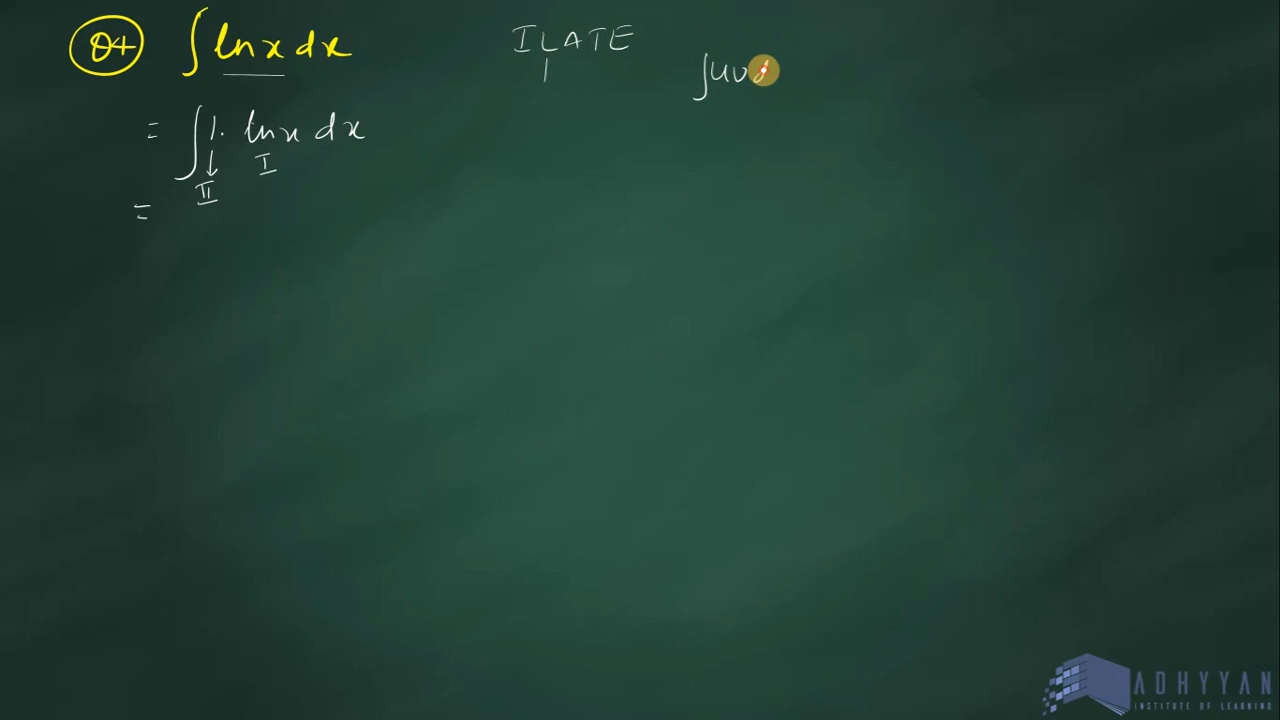 Q4 ∫ ln x dx
ILATE
∫uv
= ∫ 1. ln x dx
II I
=
ADHYYAN
INSTITUTE OF LEARNING